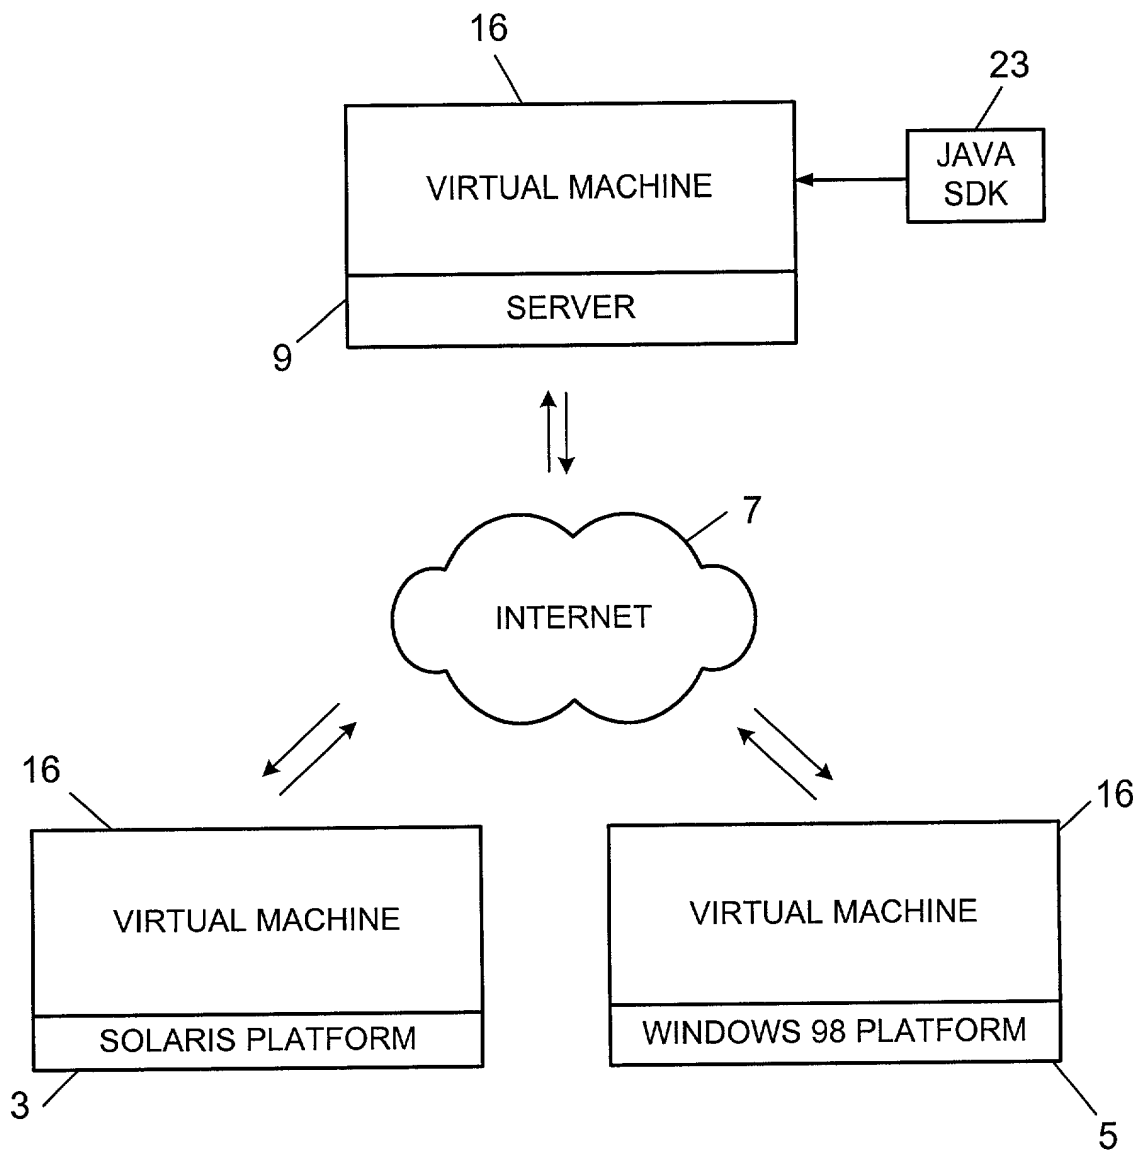 16
23
JAVA
SDK
VIRTUAL MACHINE
SERVER
9
7
INTERNET
16
16
VIRTUAL MACHINE
VIRTUAL MACHINE
SOLARIS PLATFORM
WINDOWS 98 PLATFORM
3
5